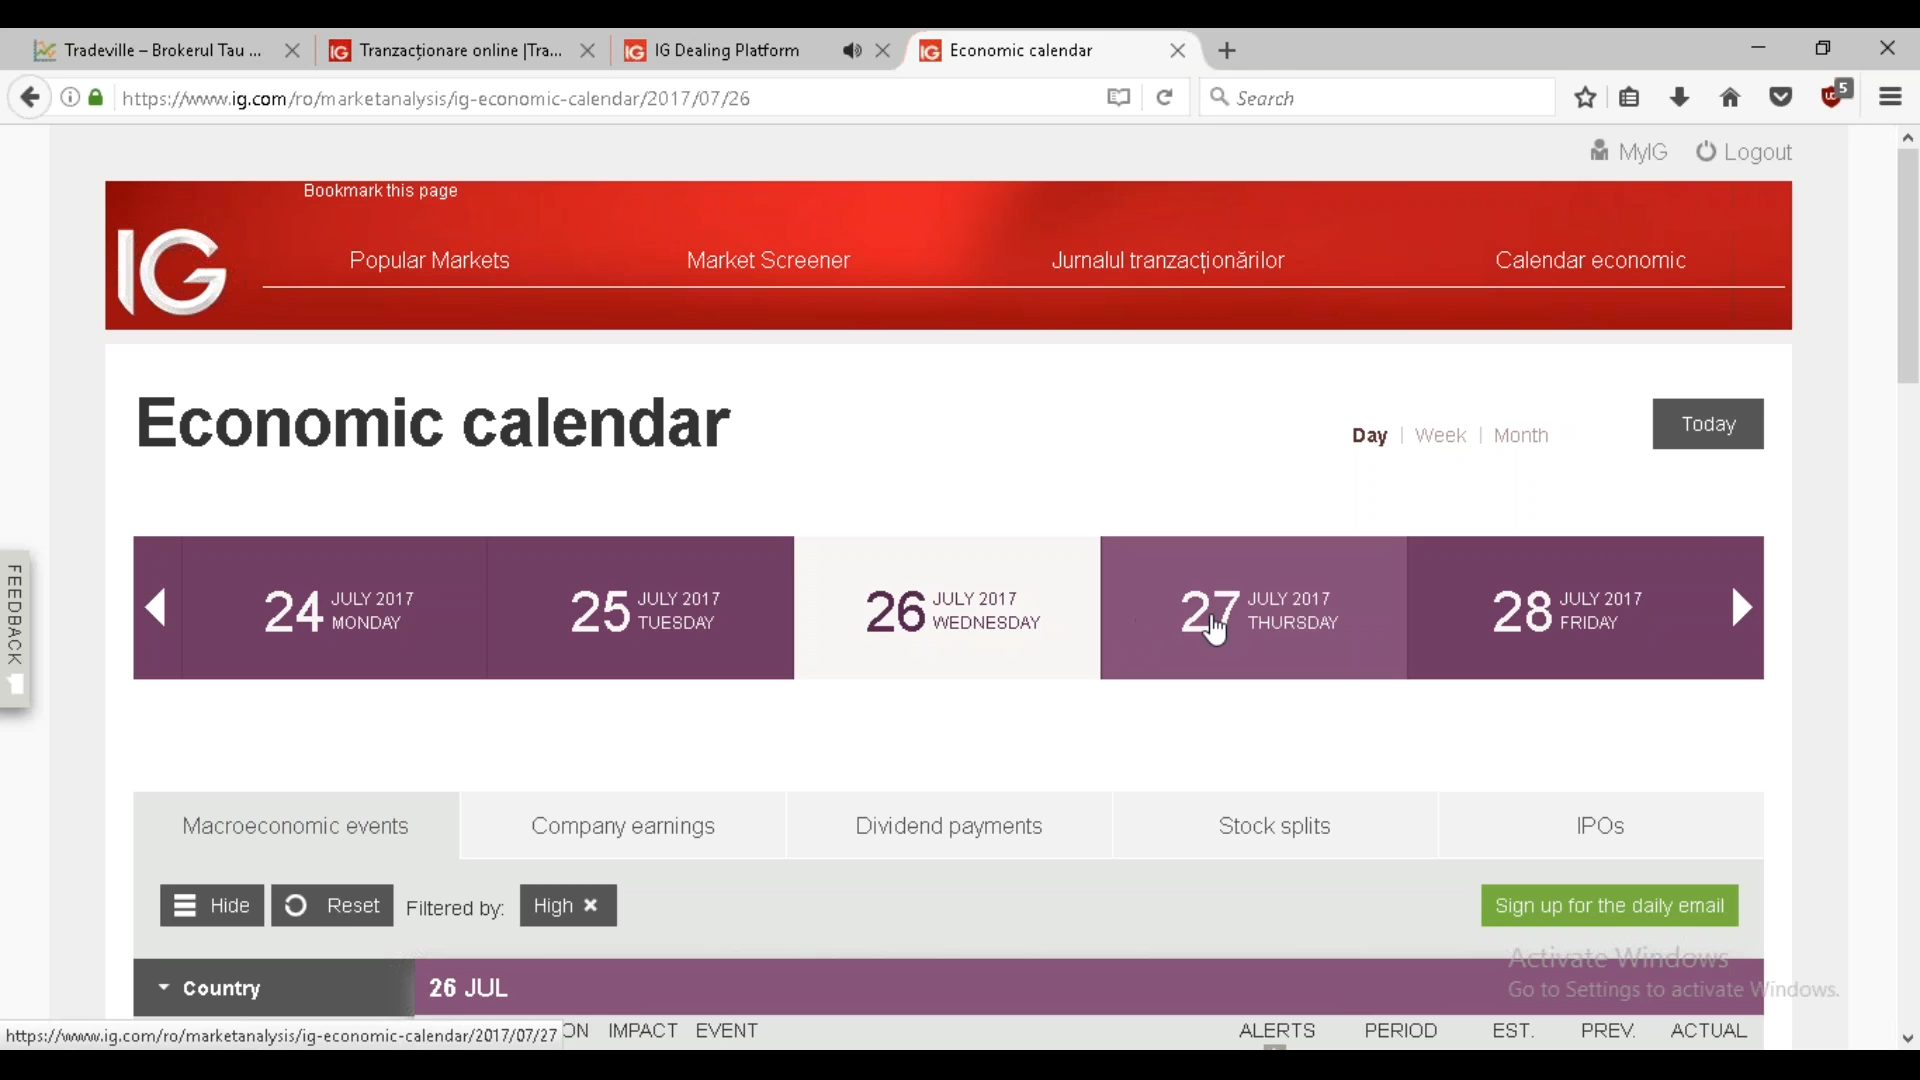 Tradeville – Brokerul Tau ...
IG Tranzacționare online |Tra...
IG IG Dealing Platform
IG Economic calendar
https://www.ig.com/ro/marketanalysis/ig-economic-calendar/2017/07/26
Search
5
MyIG Logout
Bookmark this page
IG
Popular Markets Market Screener Jurnalul tranzacționărilor Calendar economic
Economic calendar
Day | Week | Month
Today
24 JULY 2017 MONDAY
25 JULY 2017 TUESDAY
26 JULY 2017 WEDNESDAY
27 JULY 2017 THURSDAY
28 JULY 2017 FRIDAY
FEEDBACK
Macroeconomic events Company earnings Dividend payments Stock splits IPOs
Hide Reset Filtered by: High ×
Sign up for the daily email
Activate Windows
Go to Settings to activate Windows.
Country 26 JUL
https://www.ig.com/ro/marketanalysis/ig-economic-calendar/2017/07/27
ON IMPACT EVENT ALERTS PERIOD EST. PREV. ACTUAL